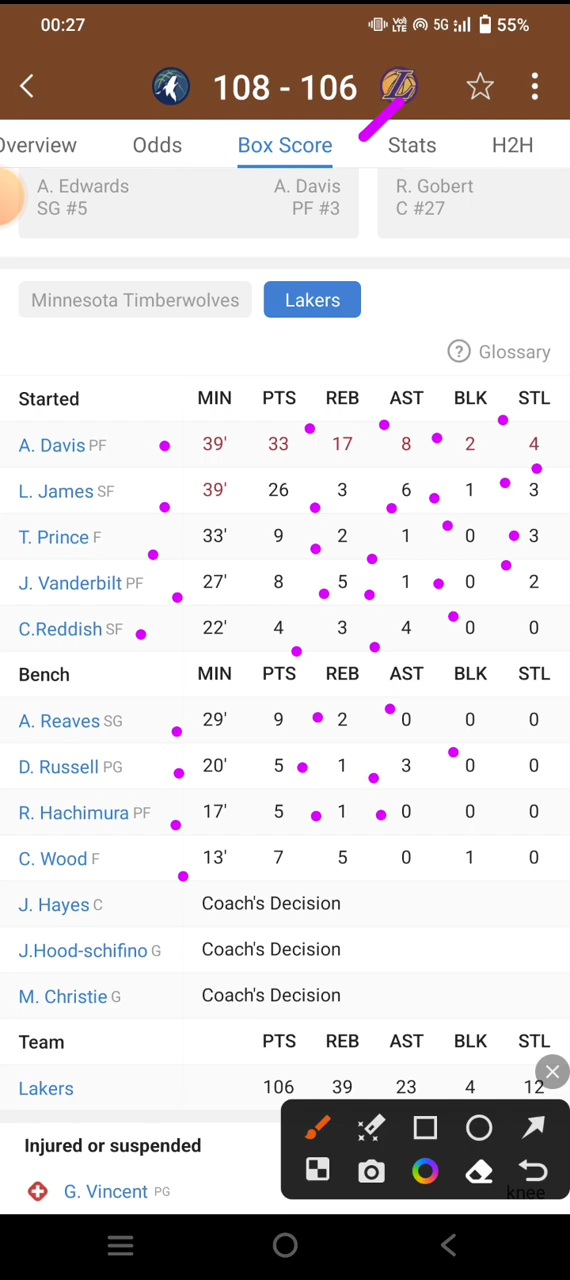 00:27 Vo) LTE 5G 55%
108 - 106
Overview Odds Box Score Stats H2H
A. Edwards A. Davis R. Gobert
SG #5 PF #3 C #27
Minnesota Timberwolves Lakers
? Glossary
Started MIN PTS REB AST BLK STL
A. Davis PF 39' 33 17 8 2 4
L. James SF 39' 26 3 6 1 3
T. Prince F 33' 9 2 1 0 3
J. Vanderbilt PF 27' 8 5 1 0 2
C.Reddish SF 22' 4 3 4 0 0
Bench MIN PTS REB AST BLK STL
A. Reaves SG 29' 9 2 0 0 0
D. Russell PG 20' 5 1 3 0 0
R. Hachimura PF 17' 5 1 0 0 0
C. Wood F 13' 7 5 0 1 0
J. Hayes C Coach's Decision
J.Hood-schifino G Coach's Decision
M. Christie G Coach's Decision
Team PTS REB AST BLK STL
Lakers 106 39 23 4 12
Injured or suspended
G. Vincent PG knee